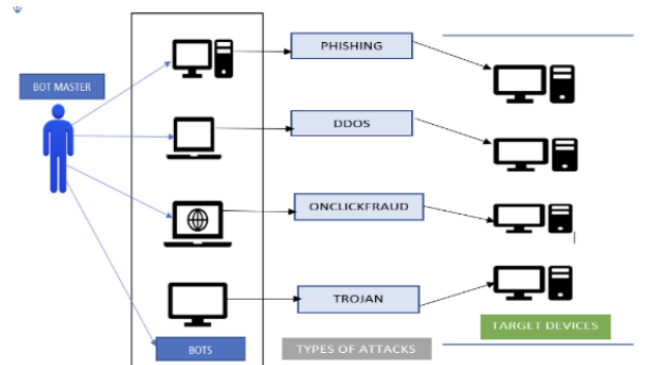 PHISHING
BOT MASTER
DDOS
ONCLICKFRAUD
TROJAN
TARGET DEVICES
BOTS
TYPES OF ATTACKS